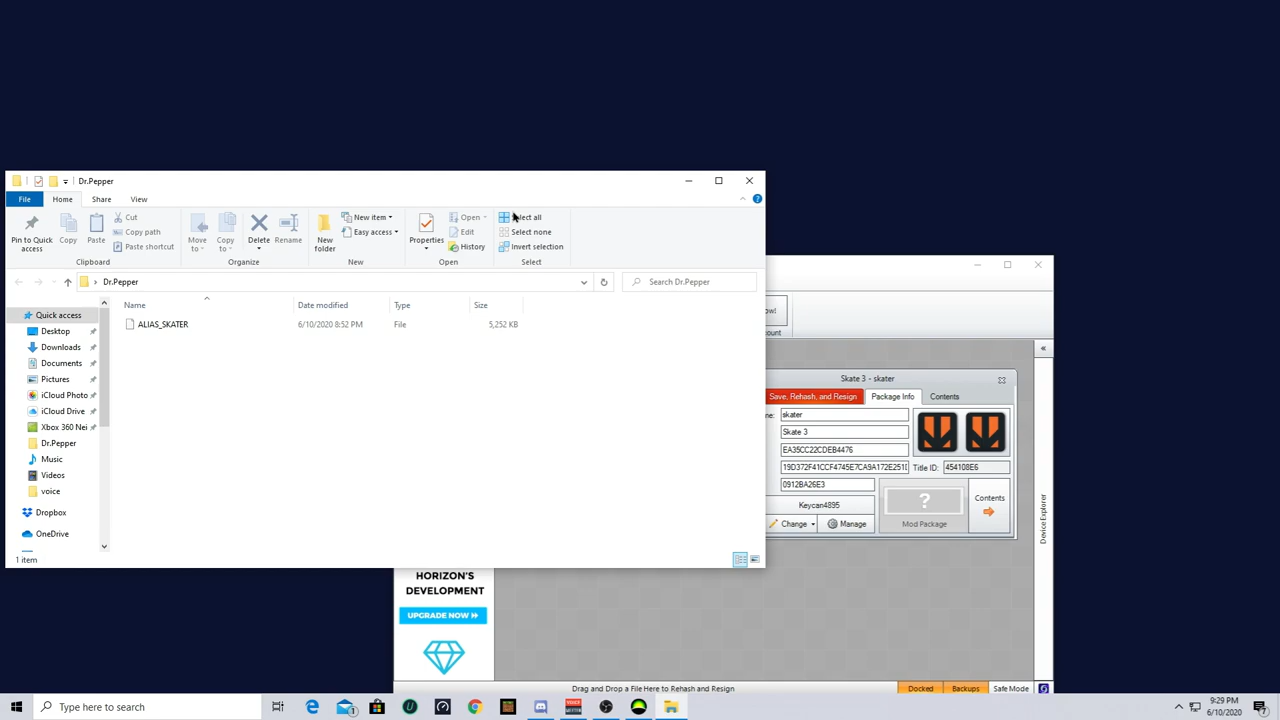 Dr.Pepper
File Home Share View
Pin to Quick access
Copy
Paste
Cut
Copy path
Paste shortcut
Clipboard
Move to
Copy to
Delete
Rename
Organize
New folder
New item
Easy access
New
Properties
Open
Edit
History
Open
Select all
Select none
Invert selection
Select
Dr.Pepper
Search Dr.Pepper
Name Date modified Type Size
ALIAS_SKATER 6/10/2020 8:52 PM File 5,252 KB
Quick access
Desktop
Downloads
Documents
Pictures
iCloud Photo
iCloud Drive
Xbox 360 Nei
Dr.Pepper
Music
Videos
voice
Dropbox
OneDrive
1 item
ow!
count
Skate 3 - skater
Save, Rehash, and Resign Package Info Contents
me: skater
Skate 3
EA35CC22CDEB4476
Title ID: 454108E6
0912BA26E3
Keycan4895
Change Manage
?
Mod Package
Contents
Device Explorer
HORIZON'S
DEVELOPMENT
UPGRADE NOW
Drag and Drop a File Here to Rehash and Resign
Docked Backups Safe Mode
Type here to search
9:29 PM
6/10/2020